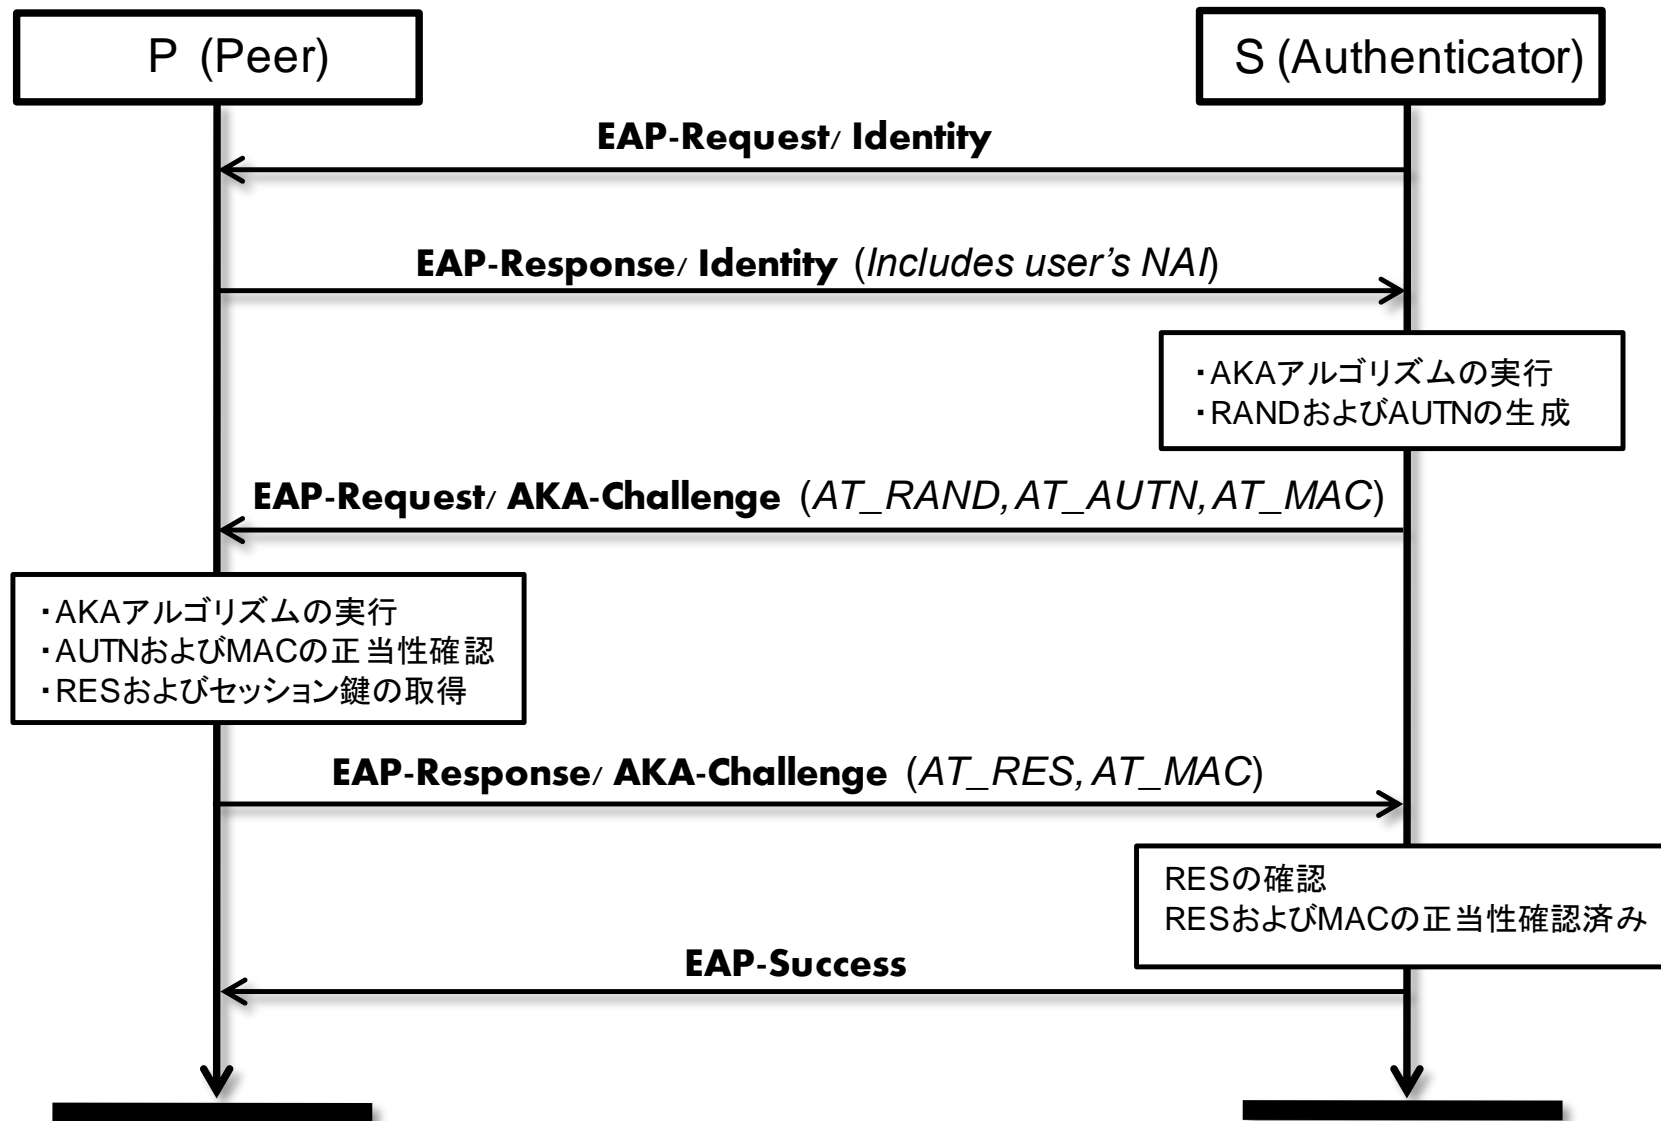 P (Peer)
S (Authenticator)
EAP-Request/ Identity
EAP-Response/ Identity (Includes user's NAI)
・AKAアルゴリズムの実行
・RANDおよびAUTNの生成
EAP-Request/ AKA-Challenge (AT_RAND, AT_AUTN, AT_MAC)
・AKAアルゴリズムの実行
・AUTNおよびMACの正当性確認
・RESおよびセッション鍵の取得
EAP-Response/ AKA-Challenge (AT_RES, AT_MAC)
RESの確認
RESおよびMACの正当性確認済み
EAP-Success